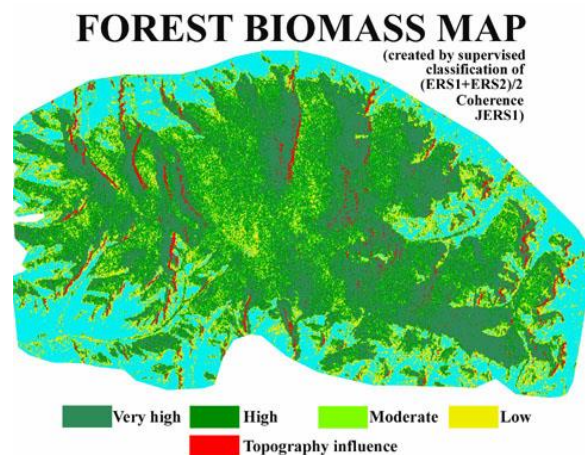 FOREST BIOMASS MAP
(created by supervised
classification of
(ERS1+ERS2)/2
Coherence
JERS1)
Very high High Moderate Low
Topography influence